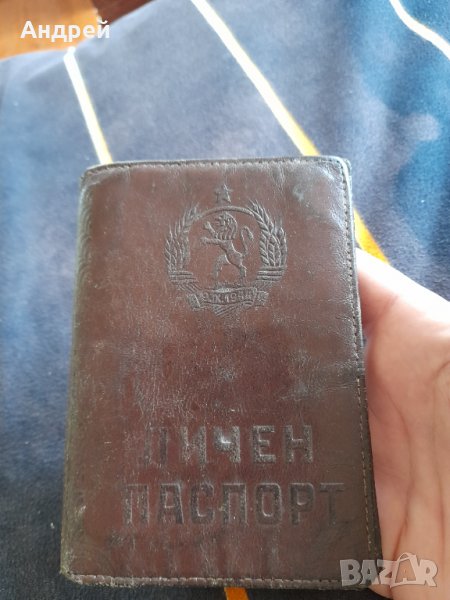 Андрей
9.IX.1944
ЛИЧЕН
ПАСПОРТ
BAZAR